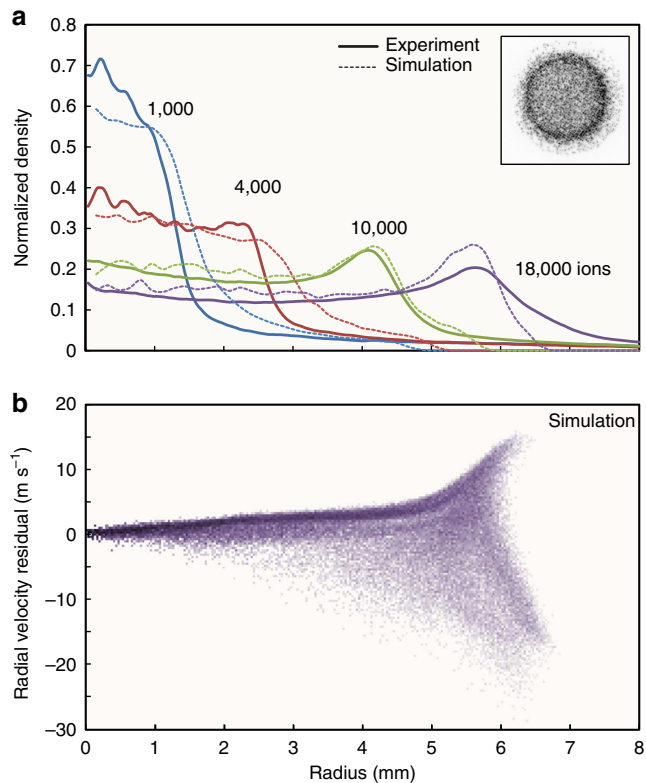 a
0.8
0.7
0.6
0.5
0.4
0.3
0.2
0.1
0
Normalized density
Experiment
Simulation
1,000
4,000
10,000
18,000 ions
b
20
10
0
–10
–20
–30
Radial velocity residual (m s⁻¹)
Simulation
0 1 2 3 4 5 6 7 8
Radius (mm)